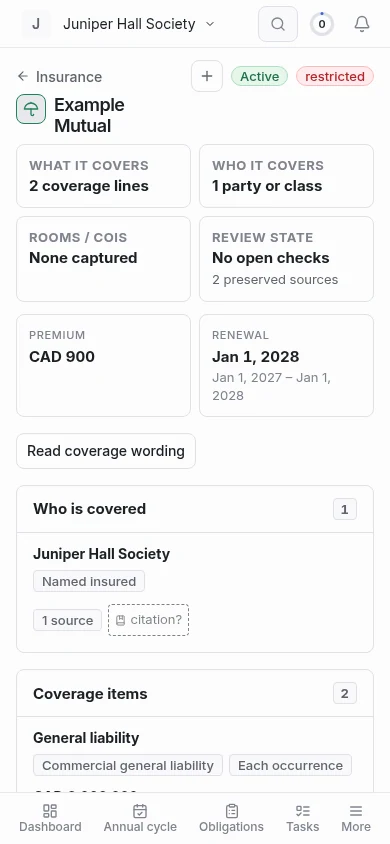 J Juniper Hall Society 0
Insurance Active restricted
Example
Mutual
WHAT IT COVERS
2 coverage lines
WHO IT COVERS
1 party or class
ROOMS / COIS
None captured
REVIEW STATE
No open checks
2 preserved sources
PREMIUM
CAD 900
RENEWAL
Jan 1, 2028
Jan 1, 2027 – Jan 1,
2028
Read coverage wording
Who is covered 1
Juniper Hall Society
Named insured
1 source citation?
Coverage items 2
General liability
Commercial general liability Each occurrence
Dashboard Annual cycle Obligations Tasks More